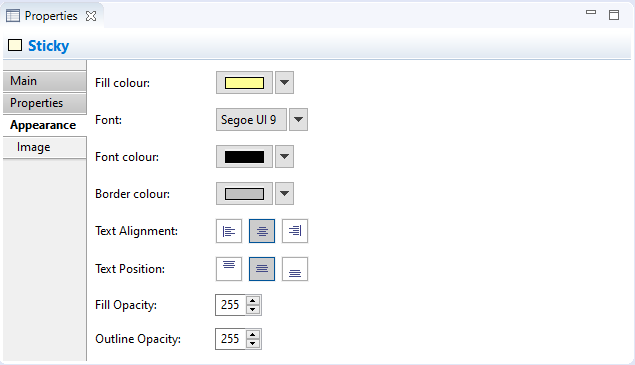 Properties
Sticky
Main
Properties
Appearance
Image
Fill colour:
Font: Segoe UI 9
Font colour:
Border colour:
Text Alignment:
Text Position:
Fill Opacity: 255
Outline Opacity: 255